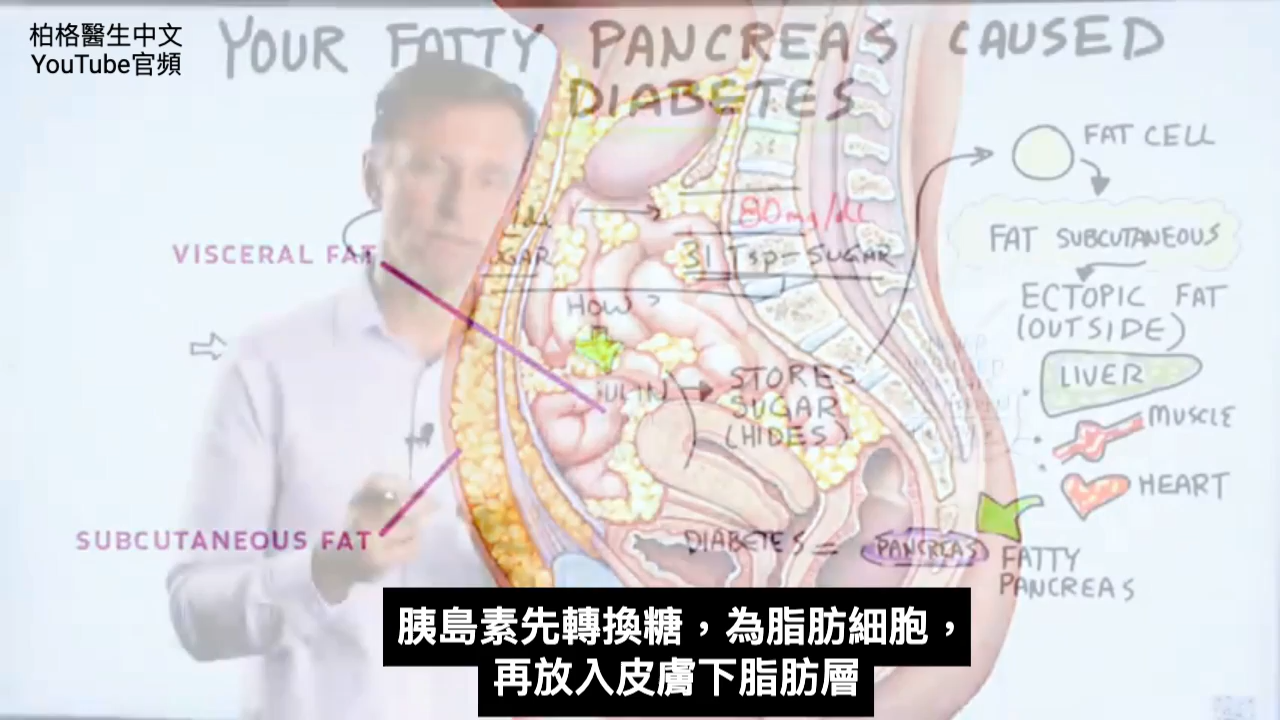 柏格醫生中文
YouTube官頻
YOUR FATTY PANCREAS CAUSED
DIABETES
FAT CELL
VISCERAL FAT
80mg/dL
31 Tsp- SUGAR
FAT SUBCUTANEOUS
HOW?
ECTOPIC FAT
(OUTSIDE)
LIVER
STORES
SUGAR
(HIDES)
MUSCLE
HEART
SUBCUTANEOUS FAT
DIABETES = PANCREAS
FATTY
PANCREAS
胰島素先轉換糖，為脂肪細胞，
再放入皮膚下脂肪層